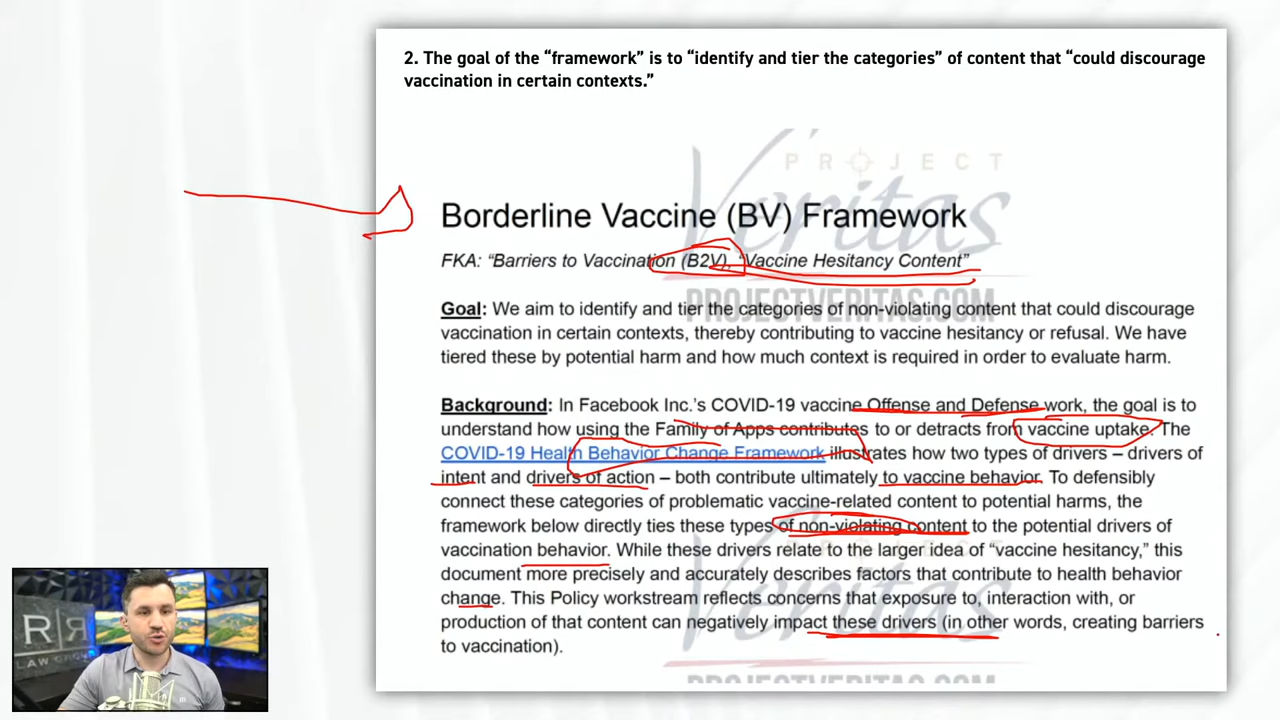 2. The goal of the “framework” is to “identify and tier the categories” of content that “could discourage
vaccination in certain contexts.”
PROJECT
Veritas
Borderline Vaccine (BV) Framework
FKA: “Barriers to Vaccination (B2V), “Vaccine Hesitancy Content”
PROJECTVERITAS.COM
Goal: We aim to identify and tier the categories of non-violating content that could discourage
vaccination in certain contexts, thereby contributing to vaccine hesitancy or refusal. We have
tiered these by potential harm and how much context is required in order to evaluate harm.
Background: In Facebook Inc.’s COVID-19 vaccine Offense and Defense work, the goal is to
understand how using the Family of Apps contributes to or detracts from vaccine uptake. The
COVID-19 Health Behavior Change Framework illustrates how two types of drivers – drivers of
intent and drivers of action – both contribute ultimately to vaccine behavior. To defensibly
connect these categories of problematic vaccine-related content to potential harms, the
framework below directly ties these types of non-violating content to the potential drivers of
vaccination behavior. While these drivers relate to the larger idea of “vaccine hesitancy,” this
document more precisely and accurately describes factors that contribute to health behavior
change. This Policy workstream reflects concerns that exposure to, interaction with, or
production of that content can negatively impact these drivers (in other words, creating barriers
to vaccination).
PROJECT
Veritas
PROJECTVERITAS.COM
R R
LAW GROUP